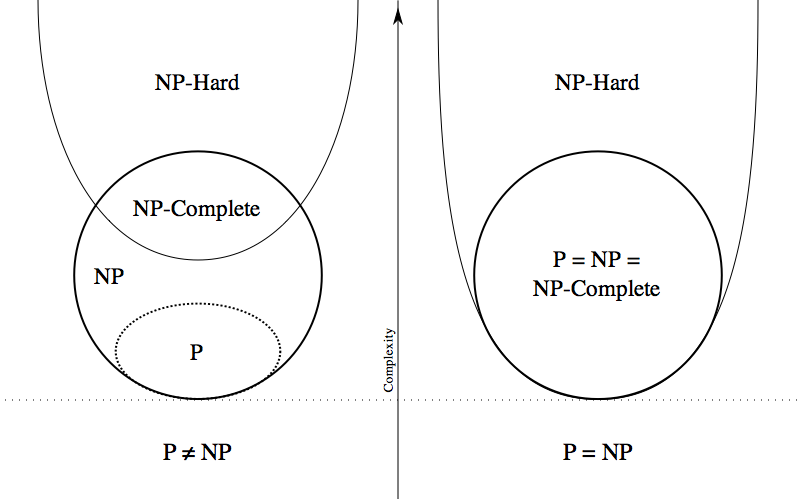 NP-Hard
NP-Complete
NP
P
P ≠ NP
Complexity
NP-Hard
P = NP =
NP-Complete
P = NP